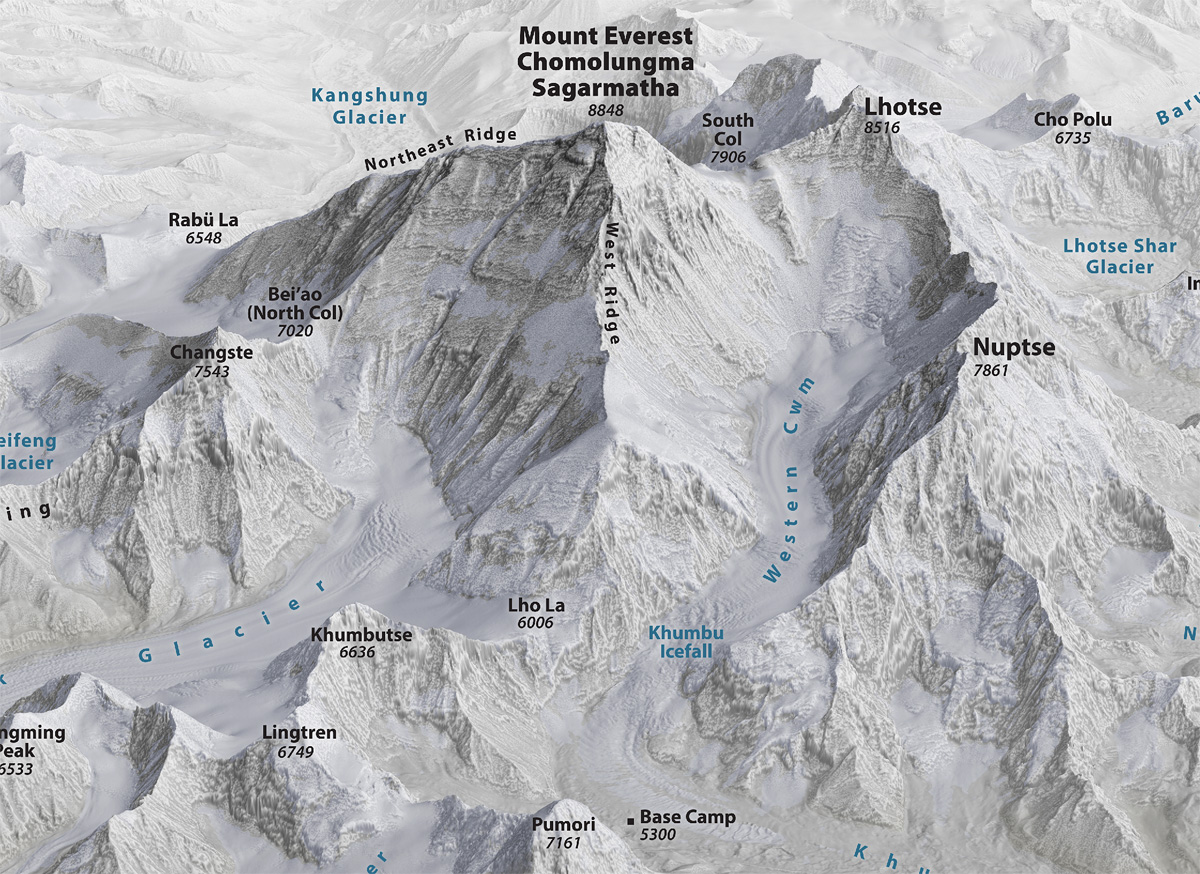 Mount Everest
Chomolungma
Sagarmatha
8848
Kangshung
Glacier
Northeast Ridge
South
Col
7906
Lhotse
8516
Cho Polu
6735
Baru
Rabü La
6548
West Ridge
Lhotse Shar
Glacier
In
Bei'ao
(North Col)
7020
Changste
7543
Nuptse
7861
eifeng
lacier
ing
Western Cwm
Glacier
Lho La
6006
Khumbutse
6636
Khumbu
Icefall
N
k
ngming
Peak
6533
Lingtren
6749
Pumori
7161
Base Camp
5300
er
Khu